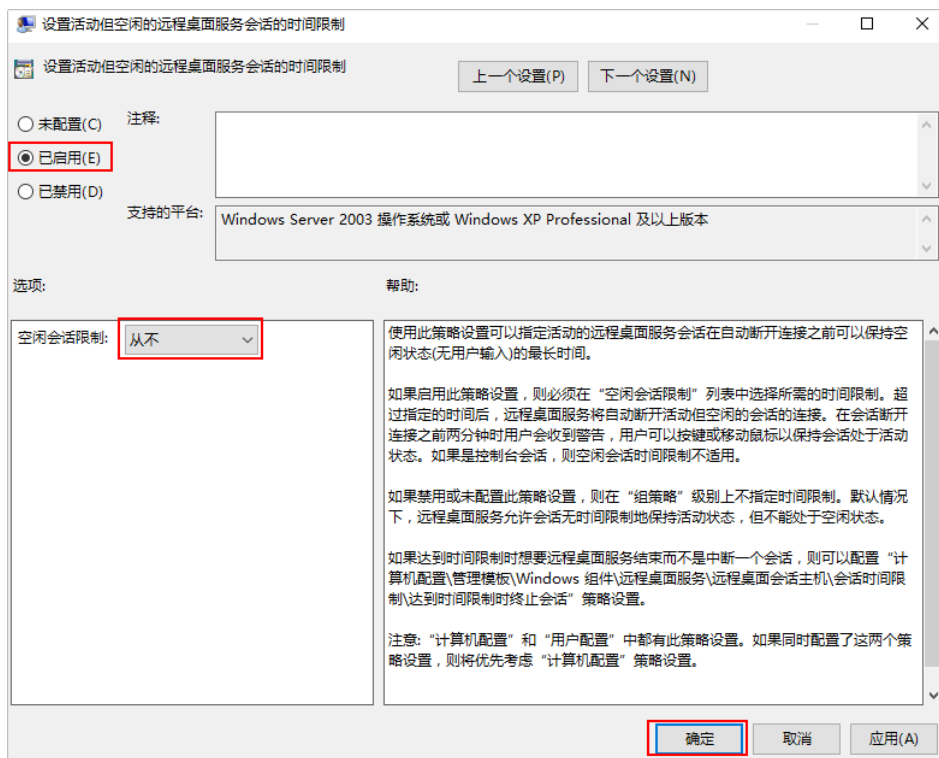 设置活动但空闲的远程桌面服务会话的时间限制
设置活动但空闲的远程桌面服务会话的时间限制
上一个设置(P)
下一个设置(N)
未配置(C)
注释:
已启用(E)
已禁用(D)
支持的平台:
Windows Server 2003 操作系统或 Windows XP Professional 及以上版本
选项:
帮助:
空闲会话限制:
从不
使用此策略设置可以指定活动的远程桌面服务会话在自动断开连接之前可以保持空
闲状态(无用户输入)的最长时间。
如果启用此策略设置，则必须在“空闲会话限制”列表中选择所需的时间限制。超
过指定的时间后，远程桌面服务将自动断开活动但空闲的会话的连接。在会话断开
连接之前两分钟时用户会收到警告，用户可以按键或移动鼠标以保持会话处于活动
状态。如果是控制台会话，则空闲会话时间限制不适用。
如果禁用或未配置此策略设置，则在“组策略”级别上不指定时间限制。默认情况
下，远程桌面服务允许会话无时间限制地保持活动状态，但不能处于空闲状态。
如果达到时间限制时想要远程桌面服务结束而不是中断一个会话，则可以配置“计
算机配置\管理模板\Windows 组件\远程桌面服务\远程桌面会话主机\会话时间限
制\达到时间限制时终止会话”策略设置。
注意:“计算机配置”和“用户配置”中都有此策略设置。如果同时配置了这两个策
略设置，则将优先考虑“计算机配置”策略设置。
确定
取消
应用(A)